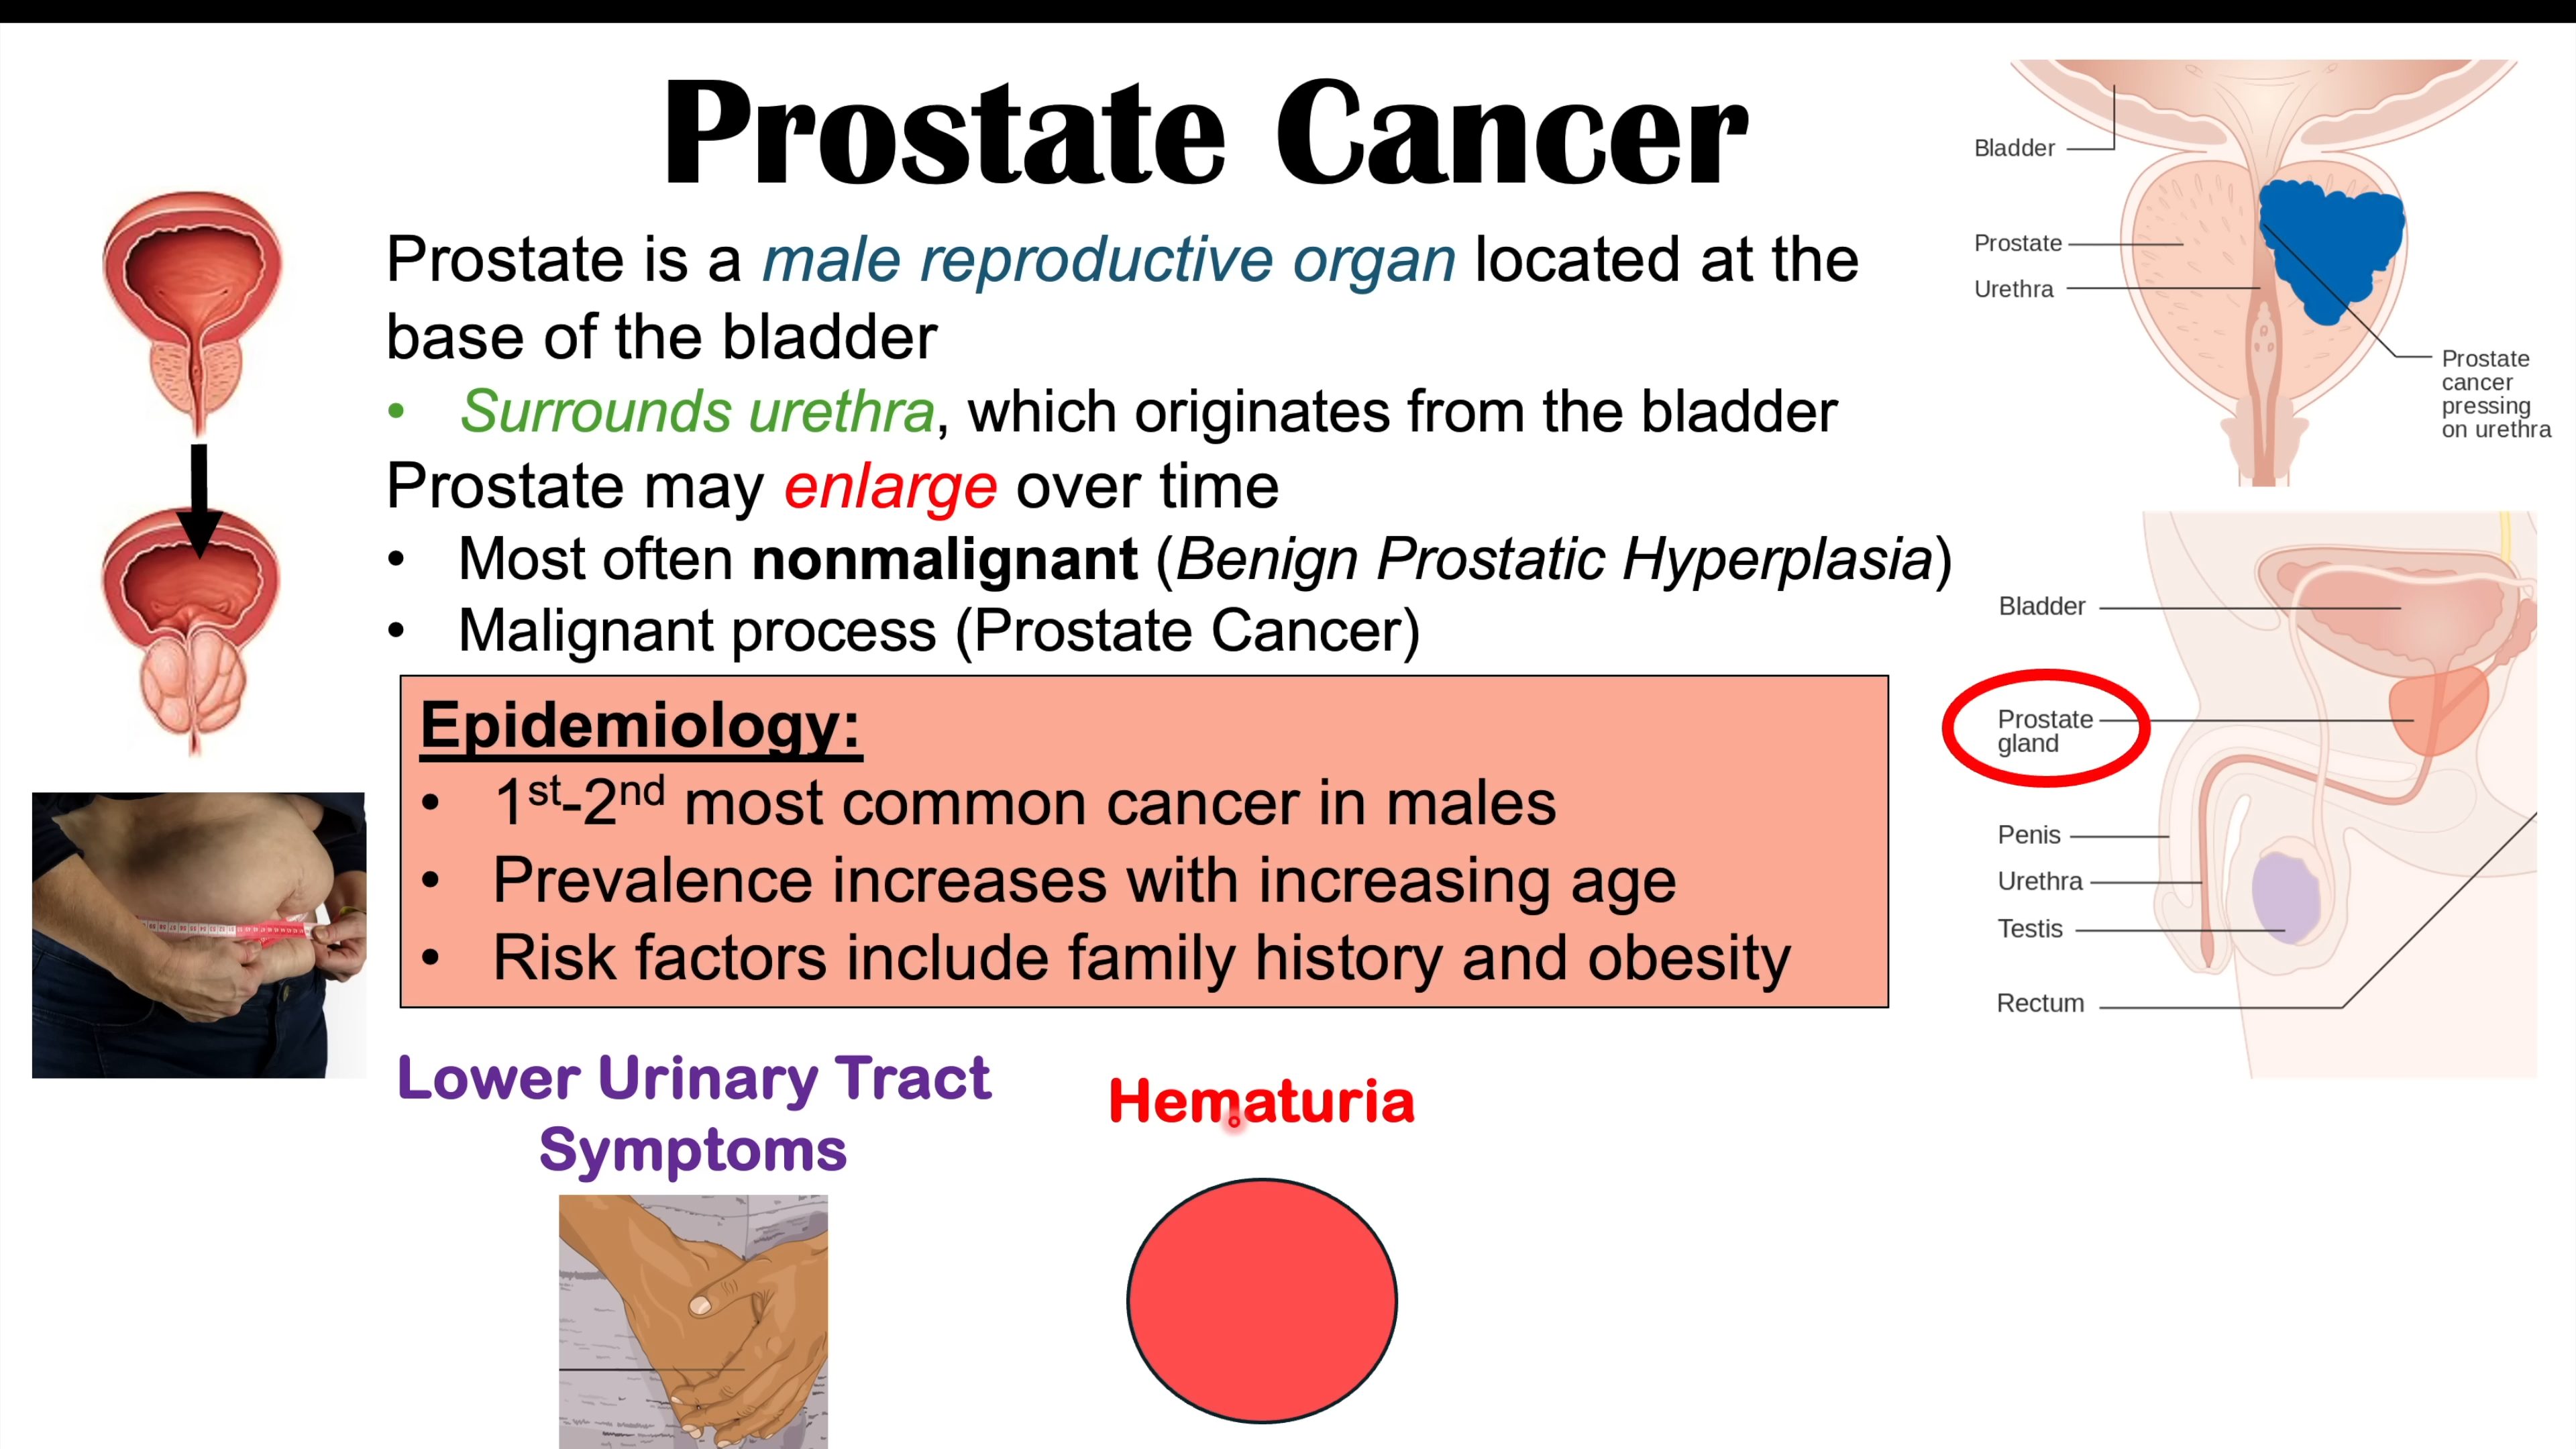 Prostate Cancer
Prostate is a male reproductive organ located at the
base of the bladder
• Surrounds urethra, which originates from the bladder
Prostate may enlarge over time
• Most often nonmalignant (Benign Prostatic Hyperplasia)
• Malignant process (Prostate Cancer)
Epidemiology:
• 1st-2nd most common cancer in males
• Prevalence increases with increasing age
• Risk factors include family history and obesity
Lower Urinary Tract
Symptoms
Hematuria
Bladder
Prostate
Urethra
Prostate
cancer
pressing
on urethra
Bladder
Prostate
gland
Penis
Urethra
Testis
Rectum